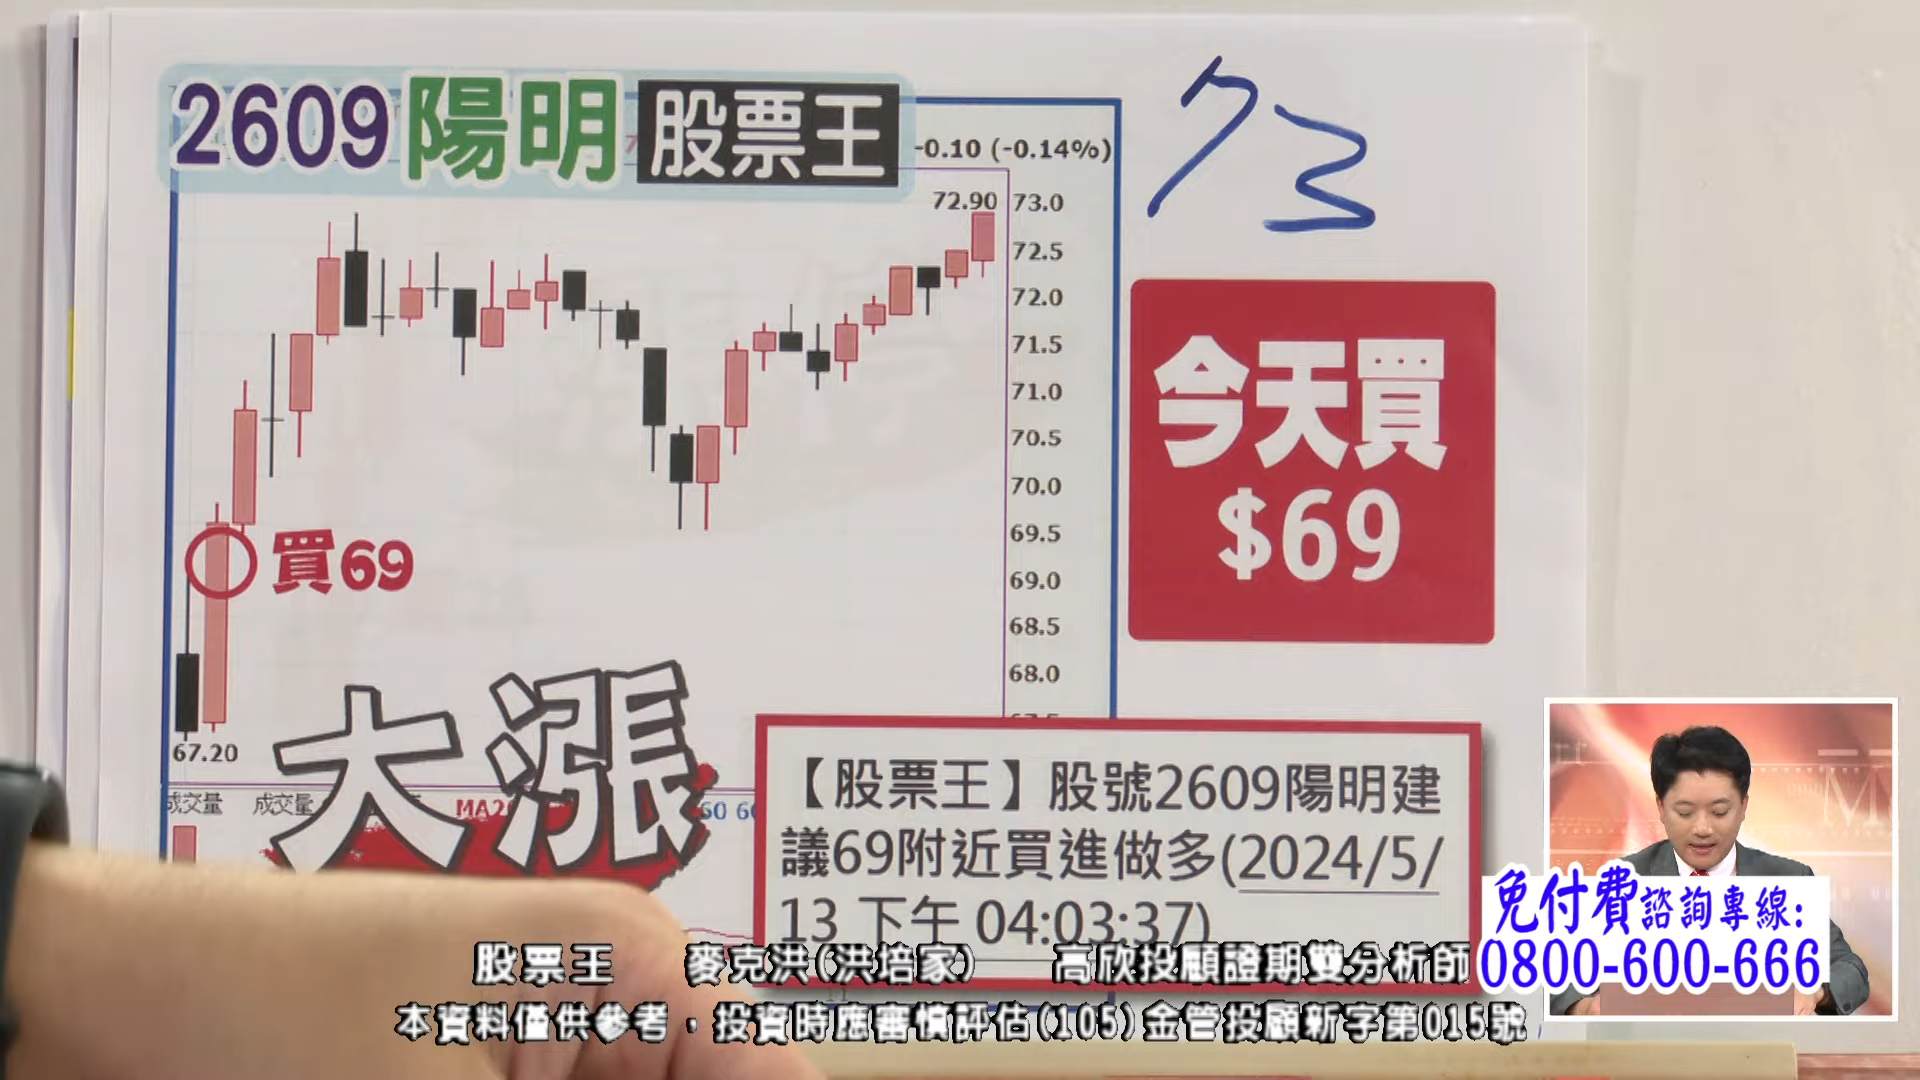 2609陽明 股票王
-0.10 (-0.14%)
73
72.90
73.0
72.5
72.0
71.5
71.0
70.5
70.0
69.5
69.0
68.5
68.0
買69
今天買
$69
67.20
大漲
成交量 成交量
【股票王】股號2609陽明建
議69附近買進做多(2024/5/
13 下午 04:03:37)
免付費諮詢專線:
0800-600-666
股票王 麥克洪(洪培家) 高欣投顧證期雙分析師
本資料僅供參考，投資時應審慎評估(105)金管投顧新字第015號